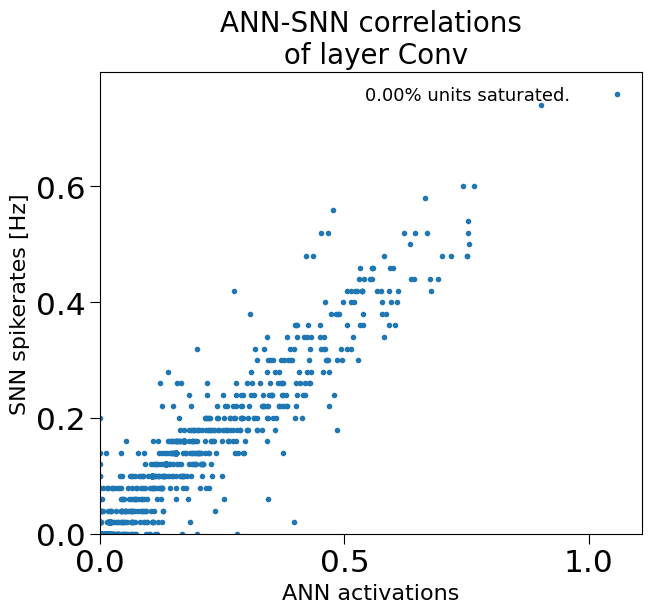 ANN-SNN correlations
of layer Conv
0.00% units saturated.
SNN spikerates [Hz]
0.6
0.4
0.2
0.0
0.0 0.5 1.0
ANN activations